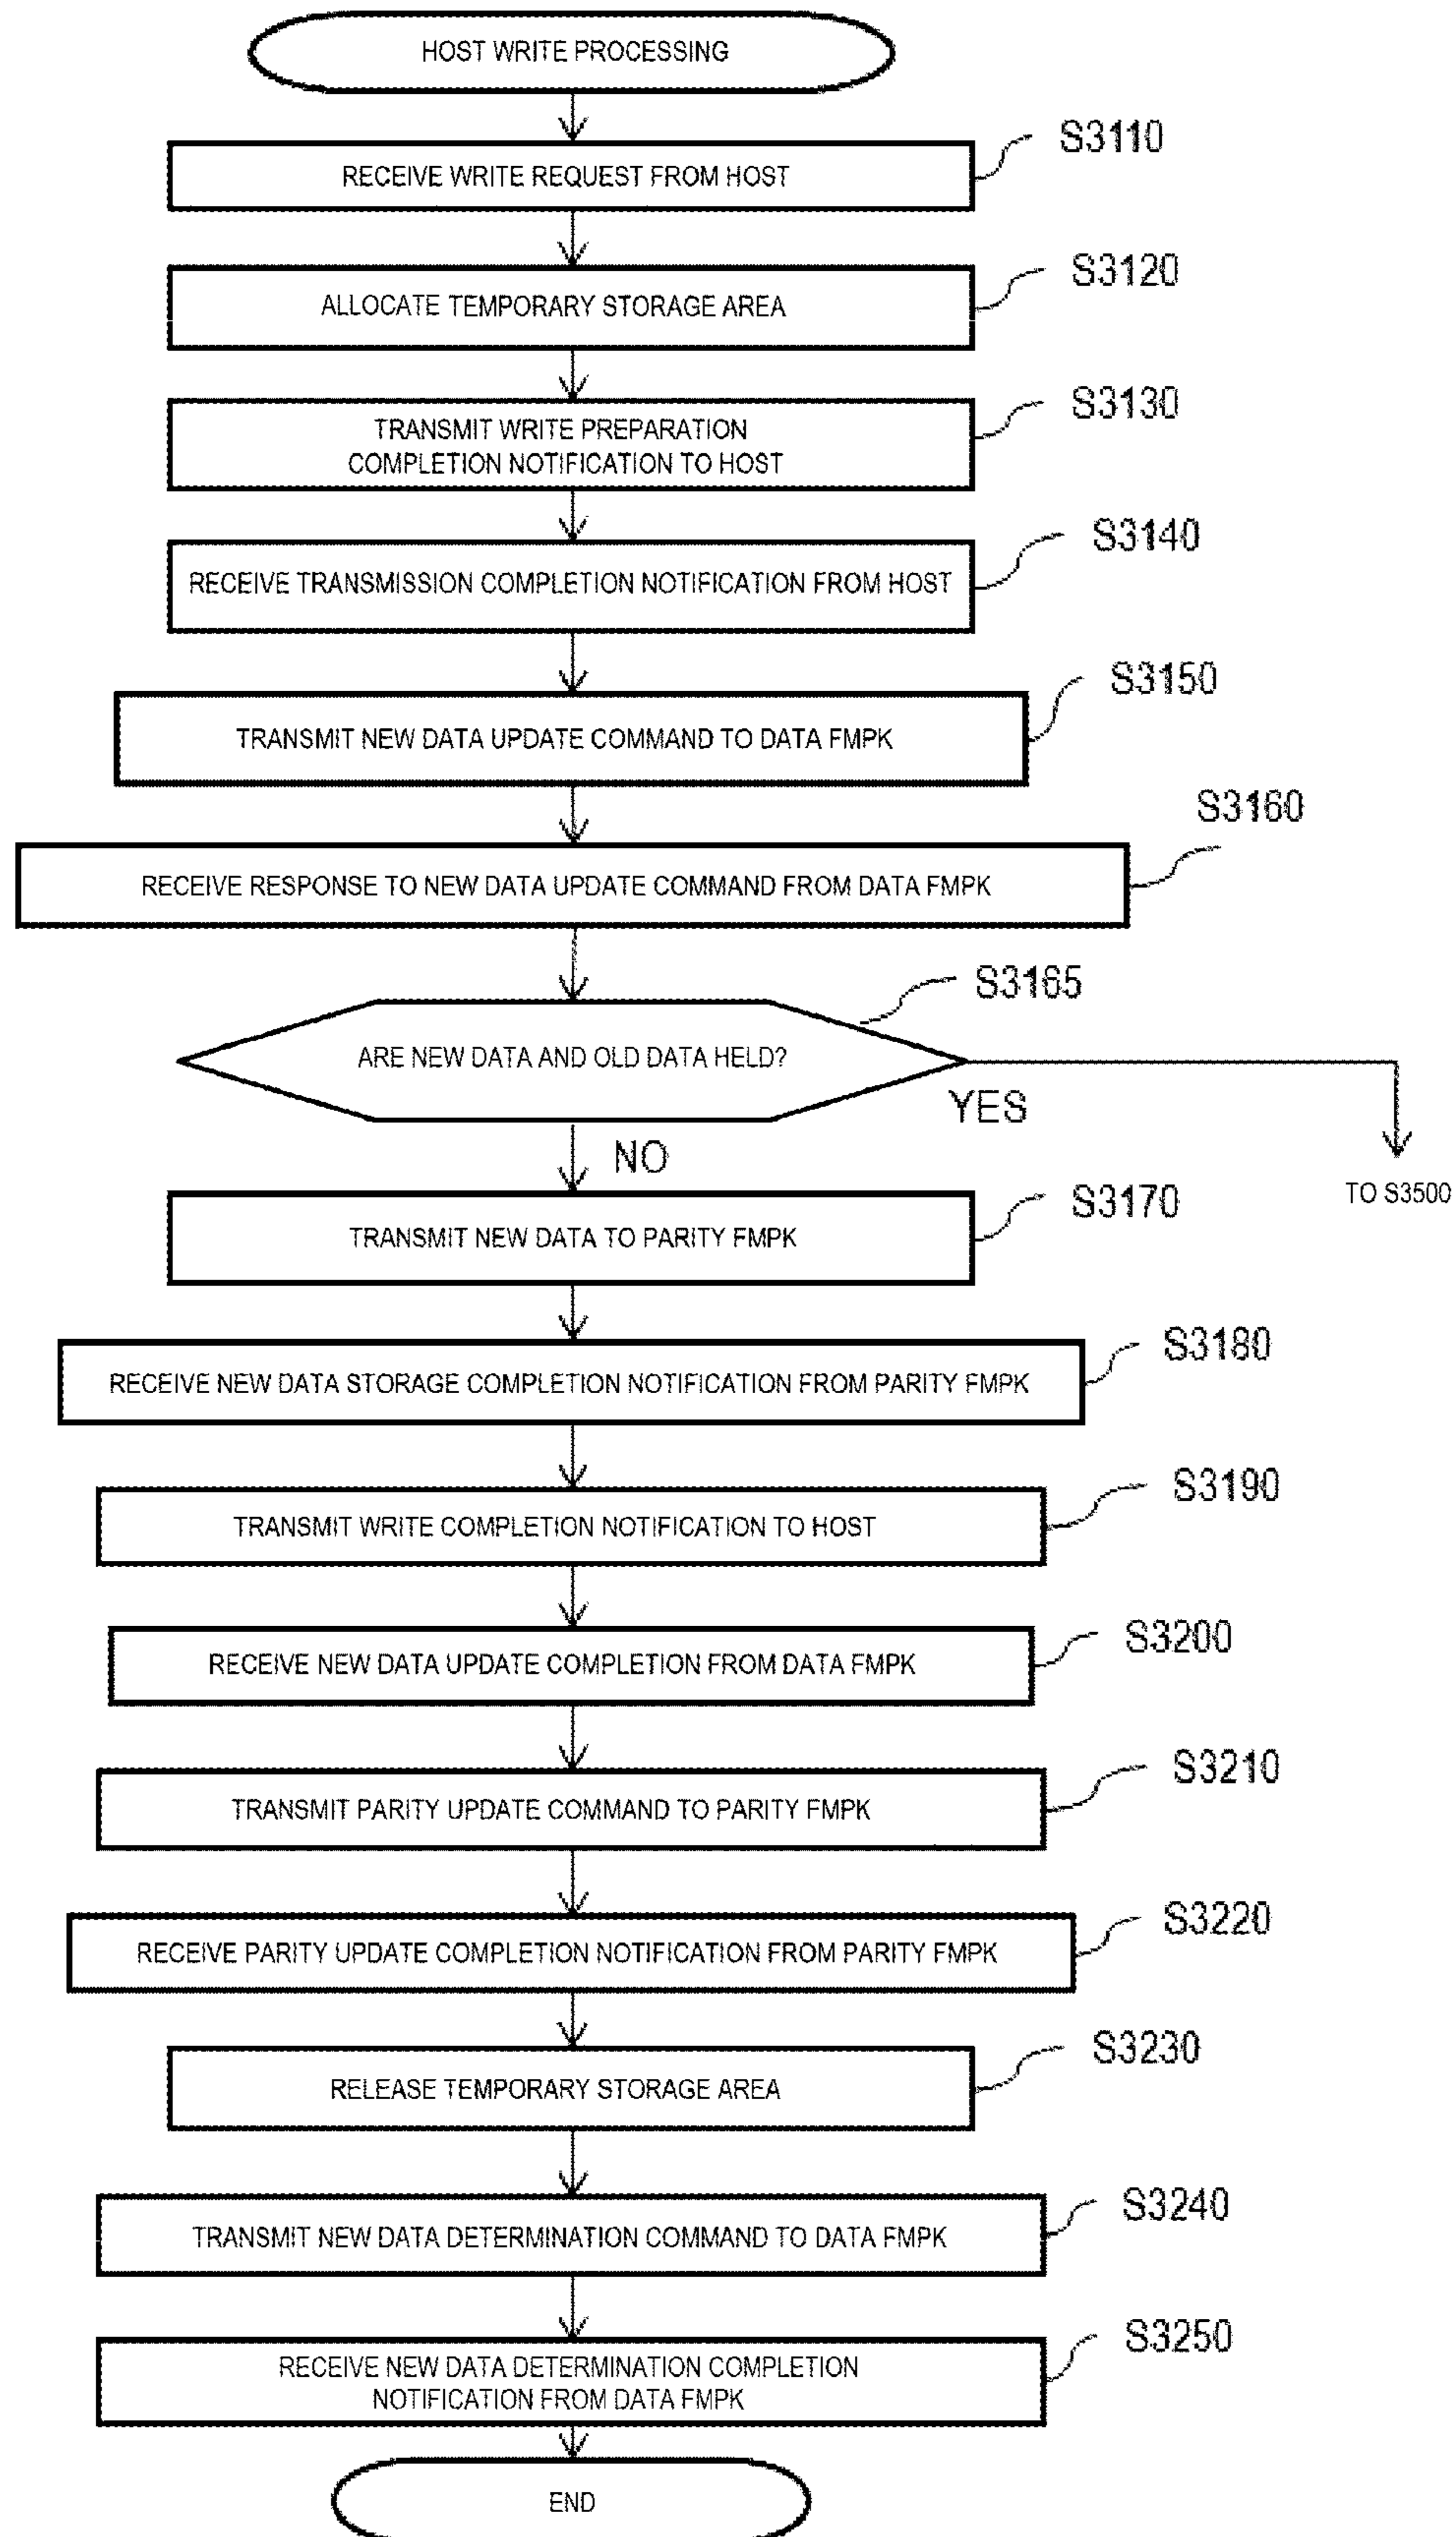 HOST WRITE PROCESSING
S3110
RECEIVE WRITE REQUEST FROM HOST
S3120
ALLOCATE TEMPORARY STORAGE AREA
S3130
TRANSMIT WRITE PREPARATION
COMPLETION NOTIFICATION TO HOST
S3140
RECEIVE TRANSMISSION COMPLETION NOTIFICATION FROM HOST
S3150
TRANSMIT NEW DATA UPDATE COMMAND TO DATA FMPK
S3160
RECEIVE RESPONSE TO NEW DATA UPDATE COMMAND FROM DATA FMPK
S3165
ARE NEW DATA AND OLD DATA HELD?
YES
NO
TO S3500
S3170
TRANSMIT NEW DATA TO PARITY FMPK
S3180
RECEIVE NEW DATA STORAGE COMPLETION NOTIFICATION FROM PARITY FMPK
S3190
TRANSMIT WRITE COMPLETION NOTIFICATION TO HOST
S3200
RECEIVE NEW DATA UPDATE COMPLETION FROM DATA FMPK
S3210
TRANSMIT PARITY UPDATE COMMAND TO PARITY FMPK
S3220
RECEIVE PARITY UPDATE COMPLETION NOTIFICATION FROM PARITY FMPK
S3230
RELEASE TEMPORARY STORAGE AREA
S3240
TRANSMIT NEW DATA DETERMINATION COMMAND TO DATA FMPK
S3250
RECEIVE NEW DATA DETERMINATION COMPLETION
NOTIFICATION FROM DATA FMPK
END